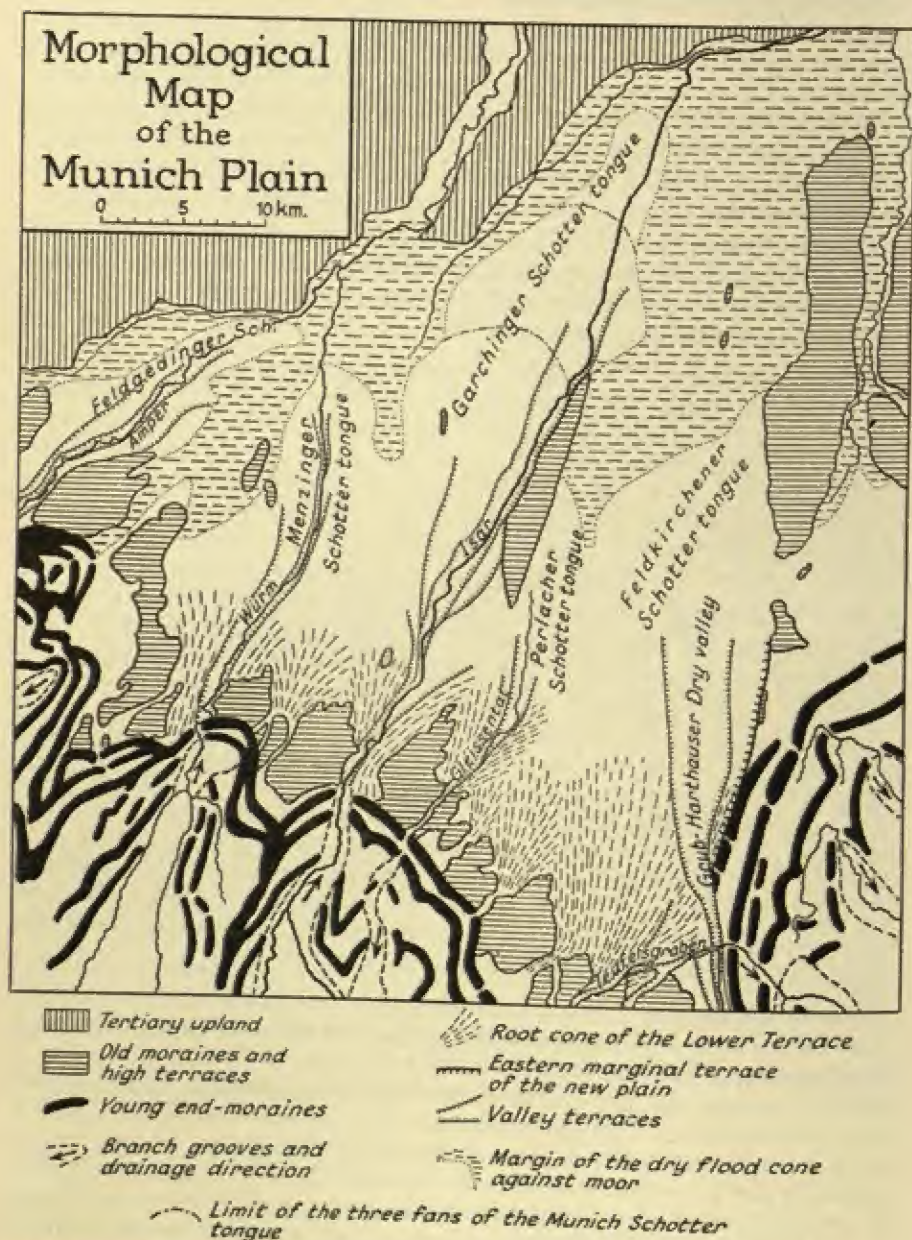 Morphological
Map
of the
Munich Plain
0 5 10 km.
Garchinger Schotter tongue
Feldgedinger Sch.
Amper
Menzinger
Schotter tongue
Würm
Isar
Perlacher
Schotter tongue
Feldkirchener
Schotter tongue
Gleissental
Grub-Harthauser Dry valley
Teufelsgraben
Tertiary upland
Old moraines and
high terraces
Young end-moraines
Branch grooves and
drainage direction
Root cone of the Lower Terrace
Eastern marginal terrace
of the new plain
Valley terraces
Margin of the dry flood cone
against moor
Limit of the three fans of the Munich Schotter
tongue